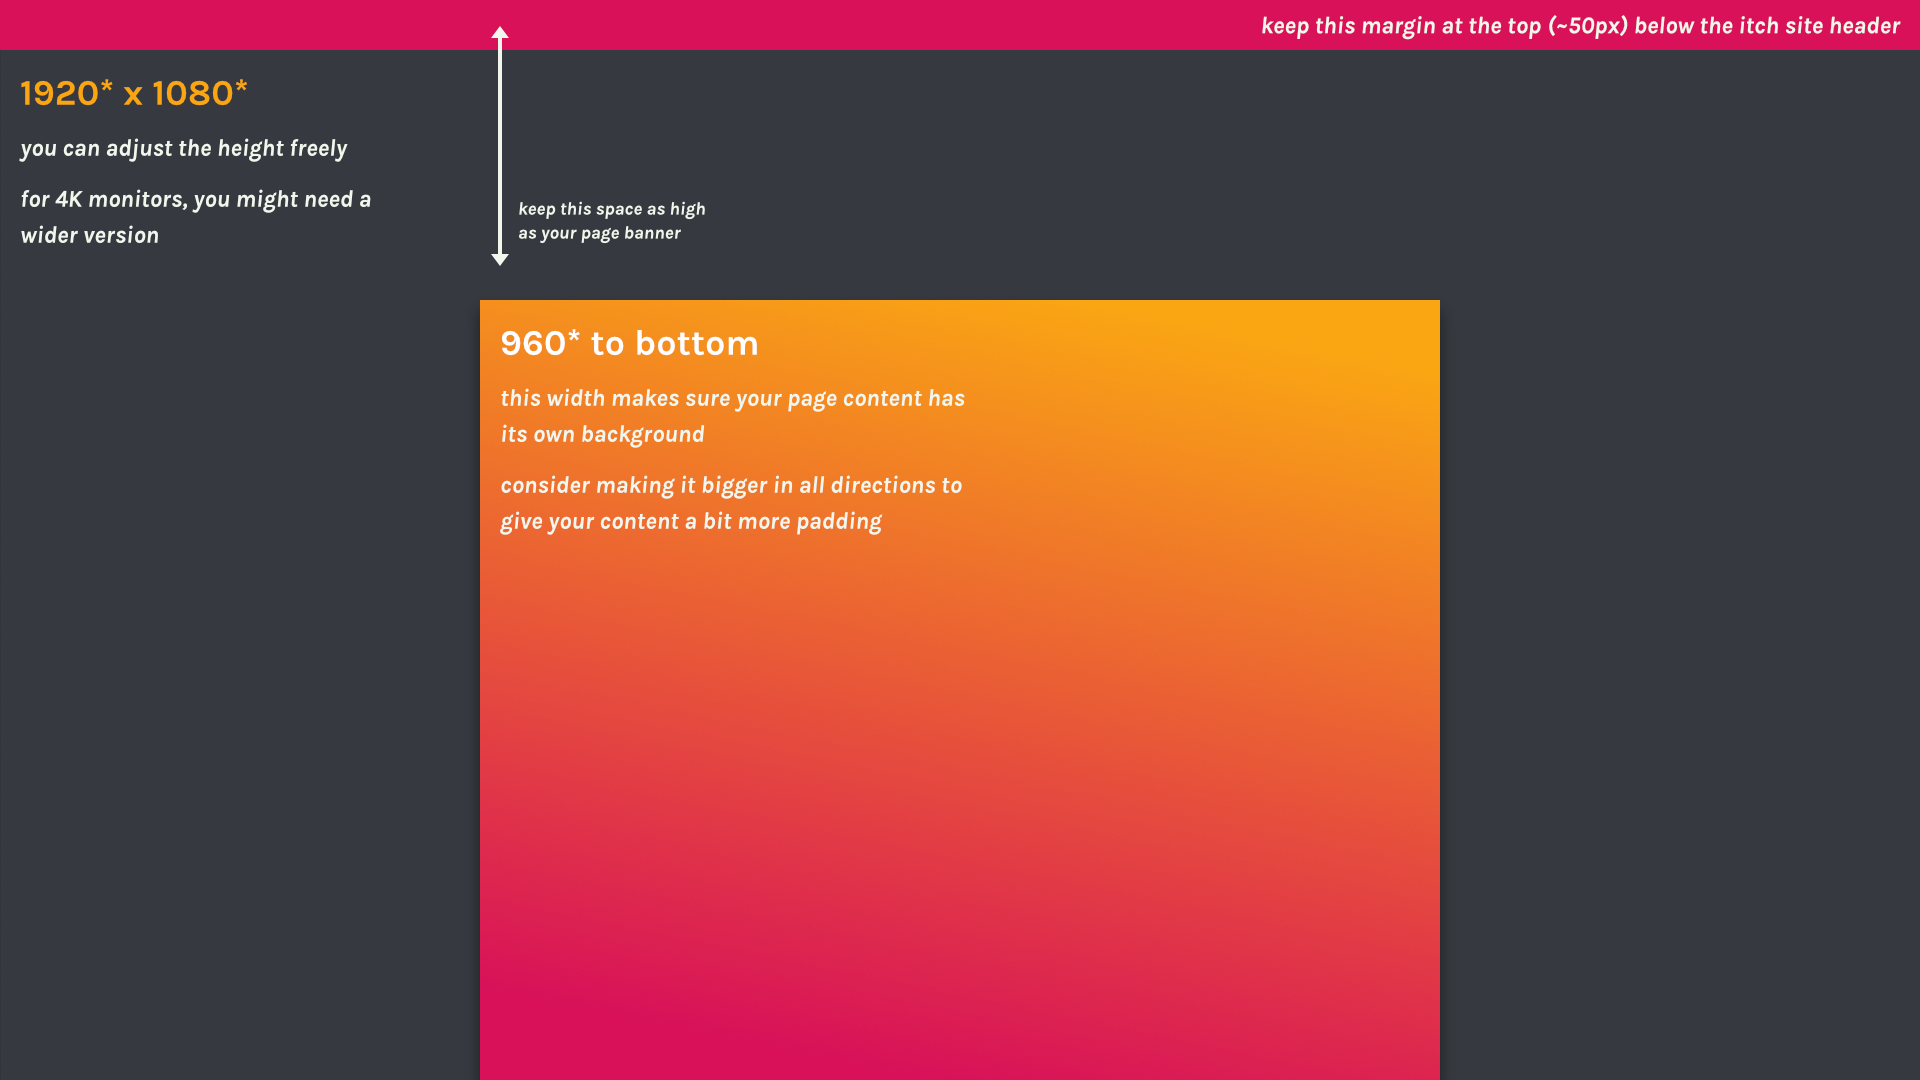 keep this margin at the top (~50px) below the itch site header
1920* x 1080*
you can adjust the height freely
for 4K monitors, you might need a
wider version
keep this space as high
as your page banner
960* to bottom
this width makes sure your page content has
its own background
consider making it bigger in all directions to
give your content a bit more padding